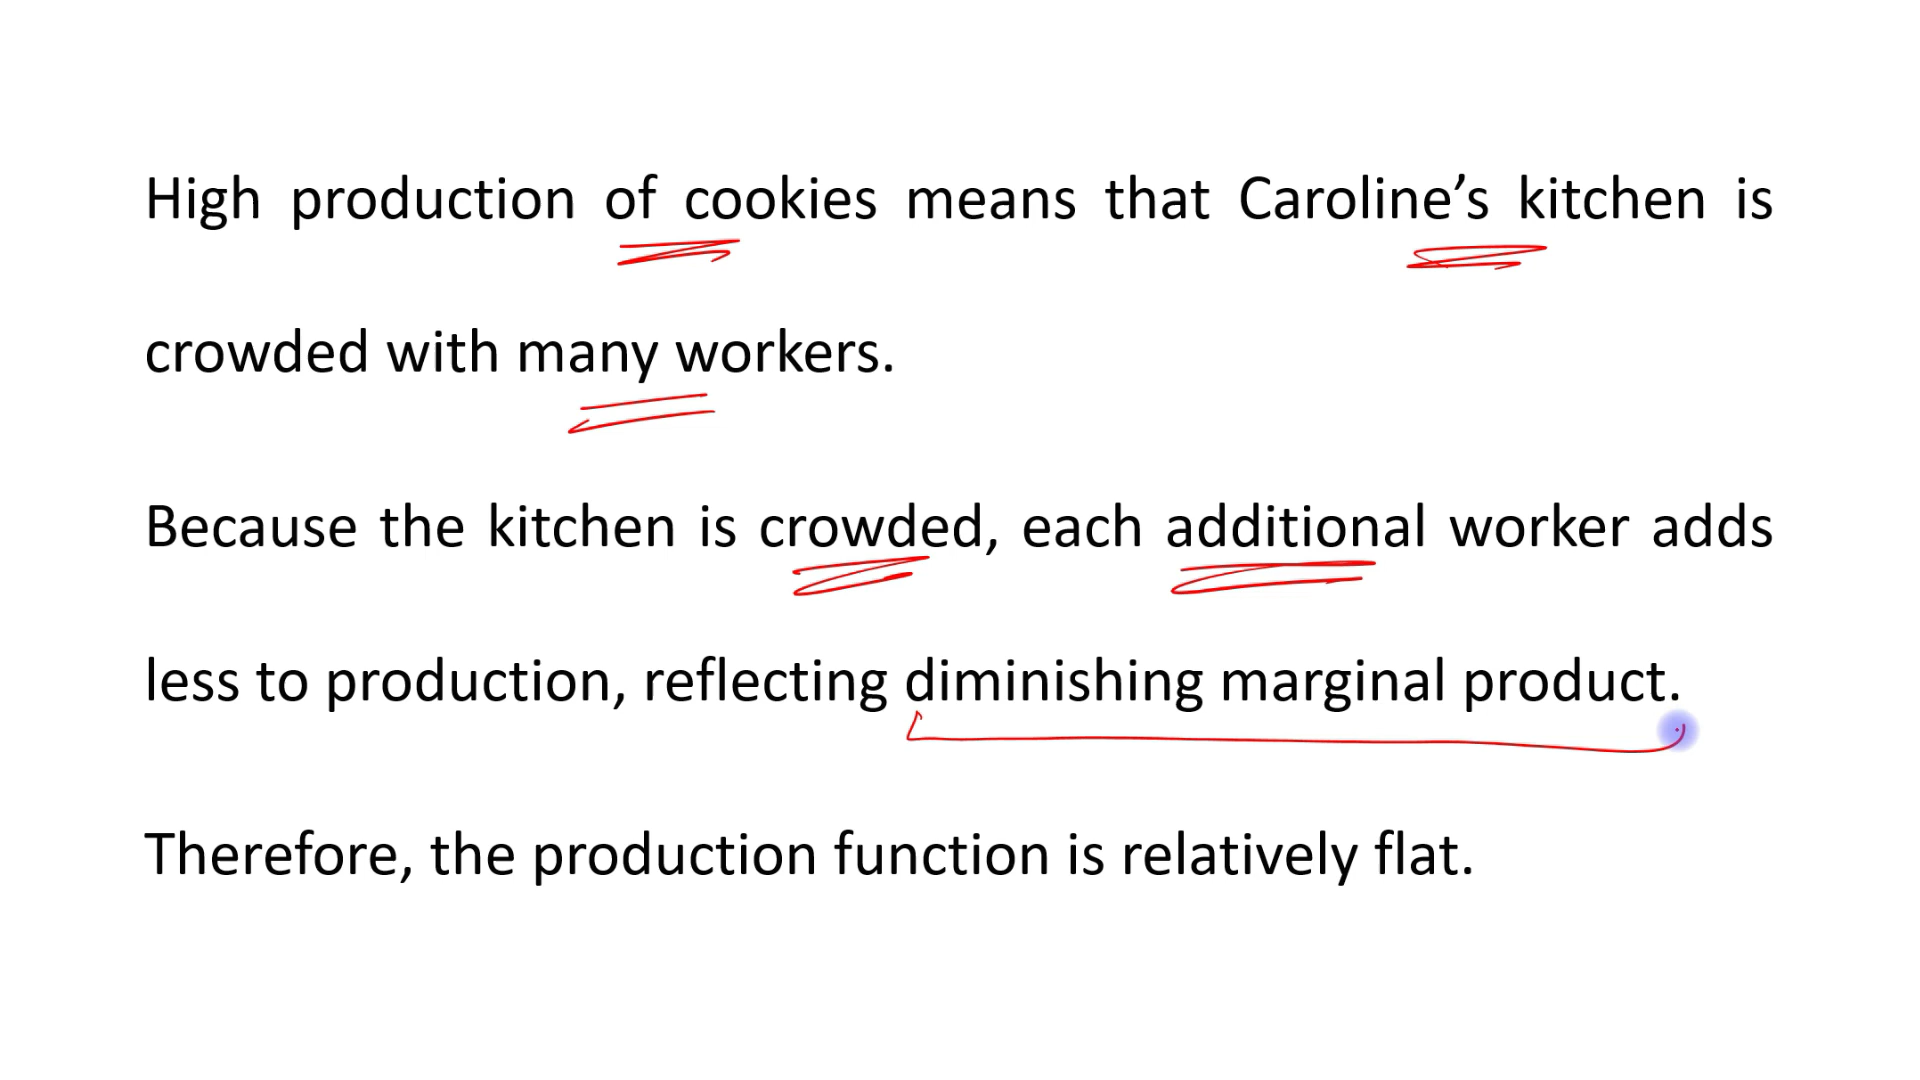 High production of cookies means that Caroline’s kitchen is
crowded with many workers.
Because the kitchen is crowded, each additional worker adds
less to production, reflecting diminishing marginal product.
Therefore, the production function is relatively flat.